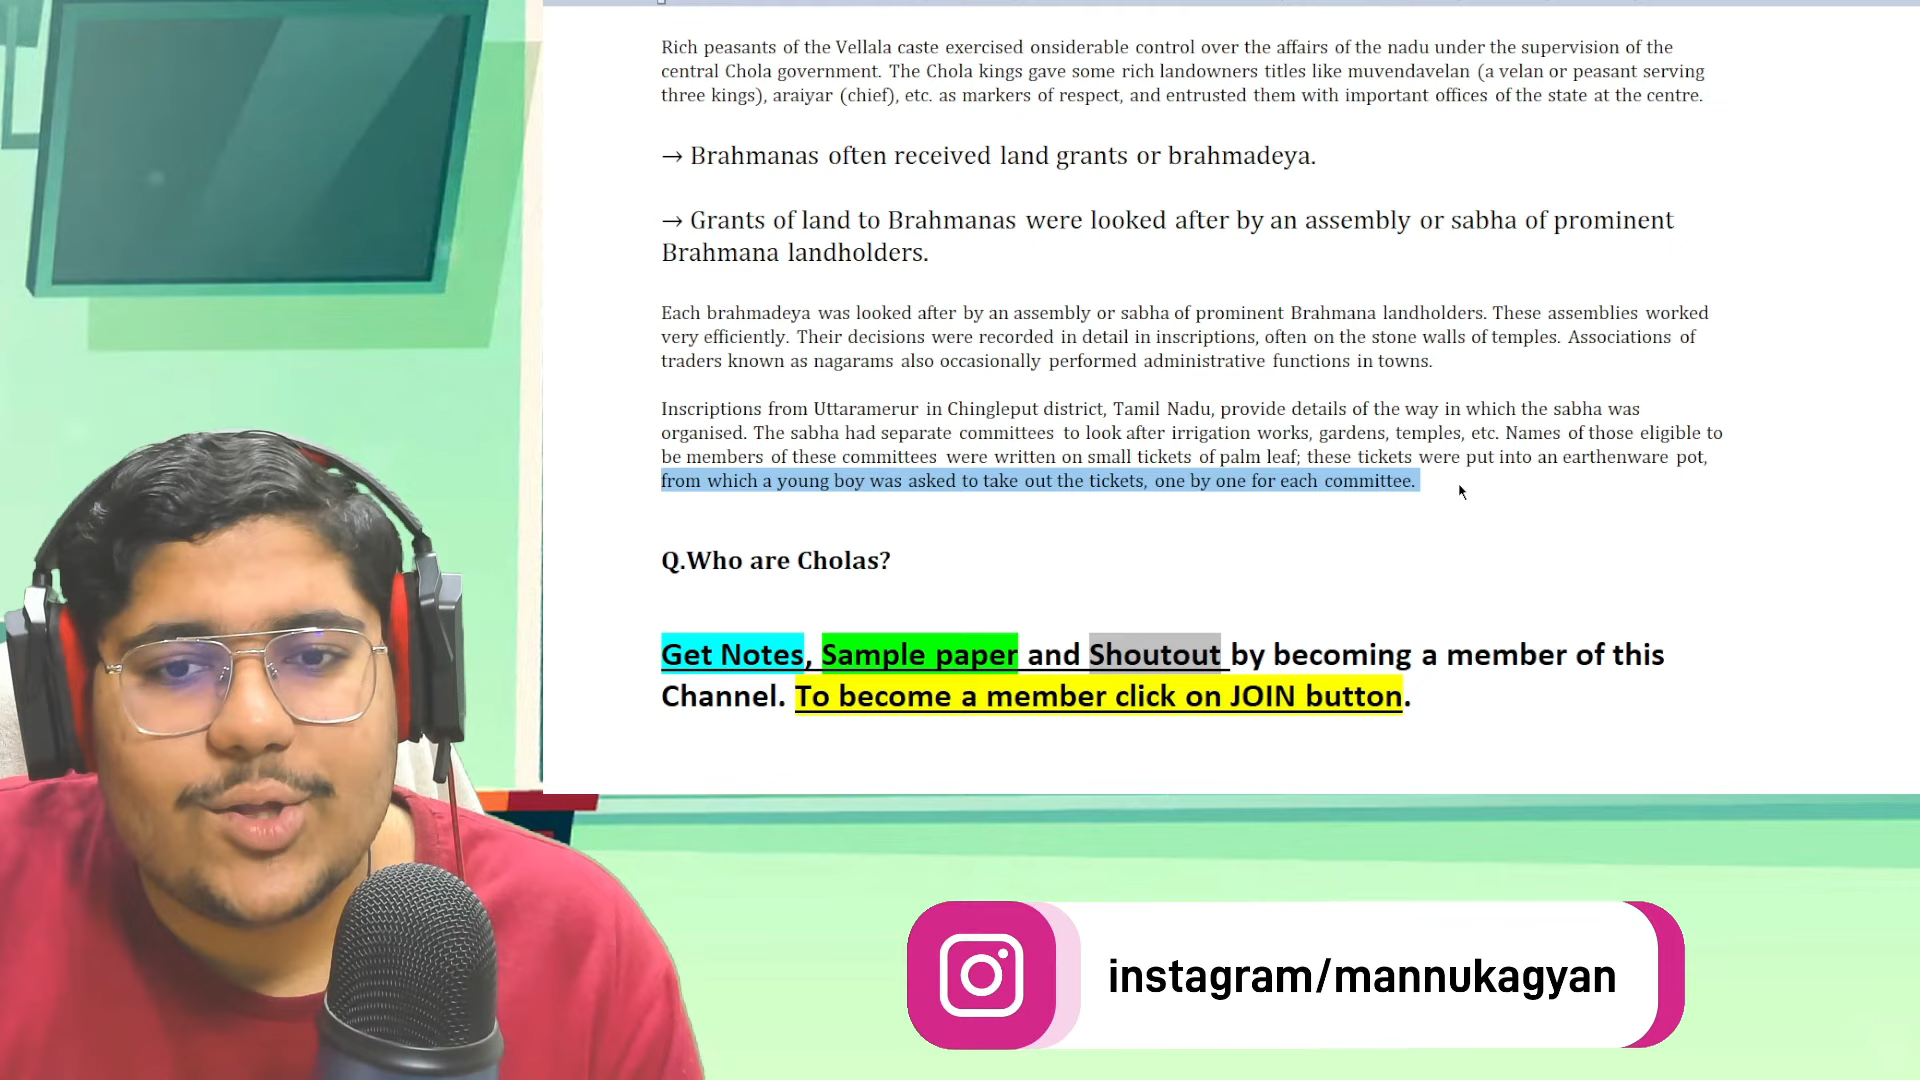 Rich peasants of the Vellala caste exercised onsiderable control over the affairs of the nadu under the supervision of the
central Chola government. The Chola kings gave some rich landowners titles like muvendavelan (a velan or peasant serving
three kings), araiyar (chief), etc. as markers of respect, and entrusted them with important offices of the state at the centre.
→ Brahmanas often received land grants or brahmadeya.
→ Grants of land to Brahmanas were looked after by an assembly or sabha of prominent
Brahmana landholders.
Each brahmadeya was looked after by an assembly or sabha of prominent Brahmana landholders. These assemblies worked
very efficiently. Their decisions were recorded in detail in inscriptions, often on the stone walls of temples. Associations of
traders known as nagarams also occasionally performed administrative functions in towns.
Inscriptions from Uttaramerur in Chingleput district, Tamil Nadu, provide details of the way in which the sabha was
organised. The sabha had separate committees to look after irrigation works, gardens, temples, etc. Names of those eligible to
be members of these committees were written on small tickets of palm leaf; these tickets were put into an earthenware pot,
from which a young boy was asked to take out the tickets, one by one for each committee.
Q.Who are Cholas?
Get Notes, Sample paper and Shoutout by becoming a member of this
Channel. To become a member click on JOIN button.
instagram/mannukagyan